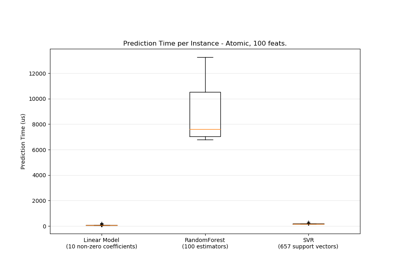 Prediction Time per Instance - Atomic, 100 feats.
Prediction Time (us)
12000
10000
8000
6000
4000
2000
0
Linear Model
(10 non-zero coefficients)
RandomForest
(100 estimators)
SVR
(657 support vectors)